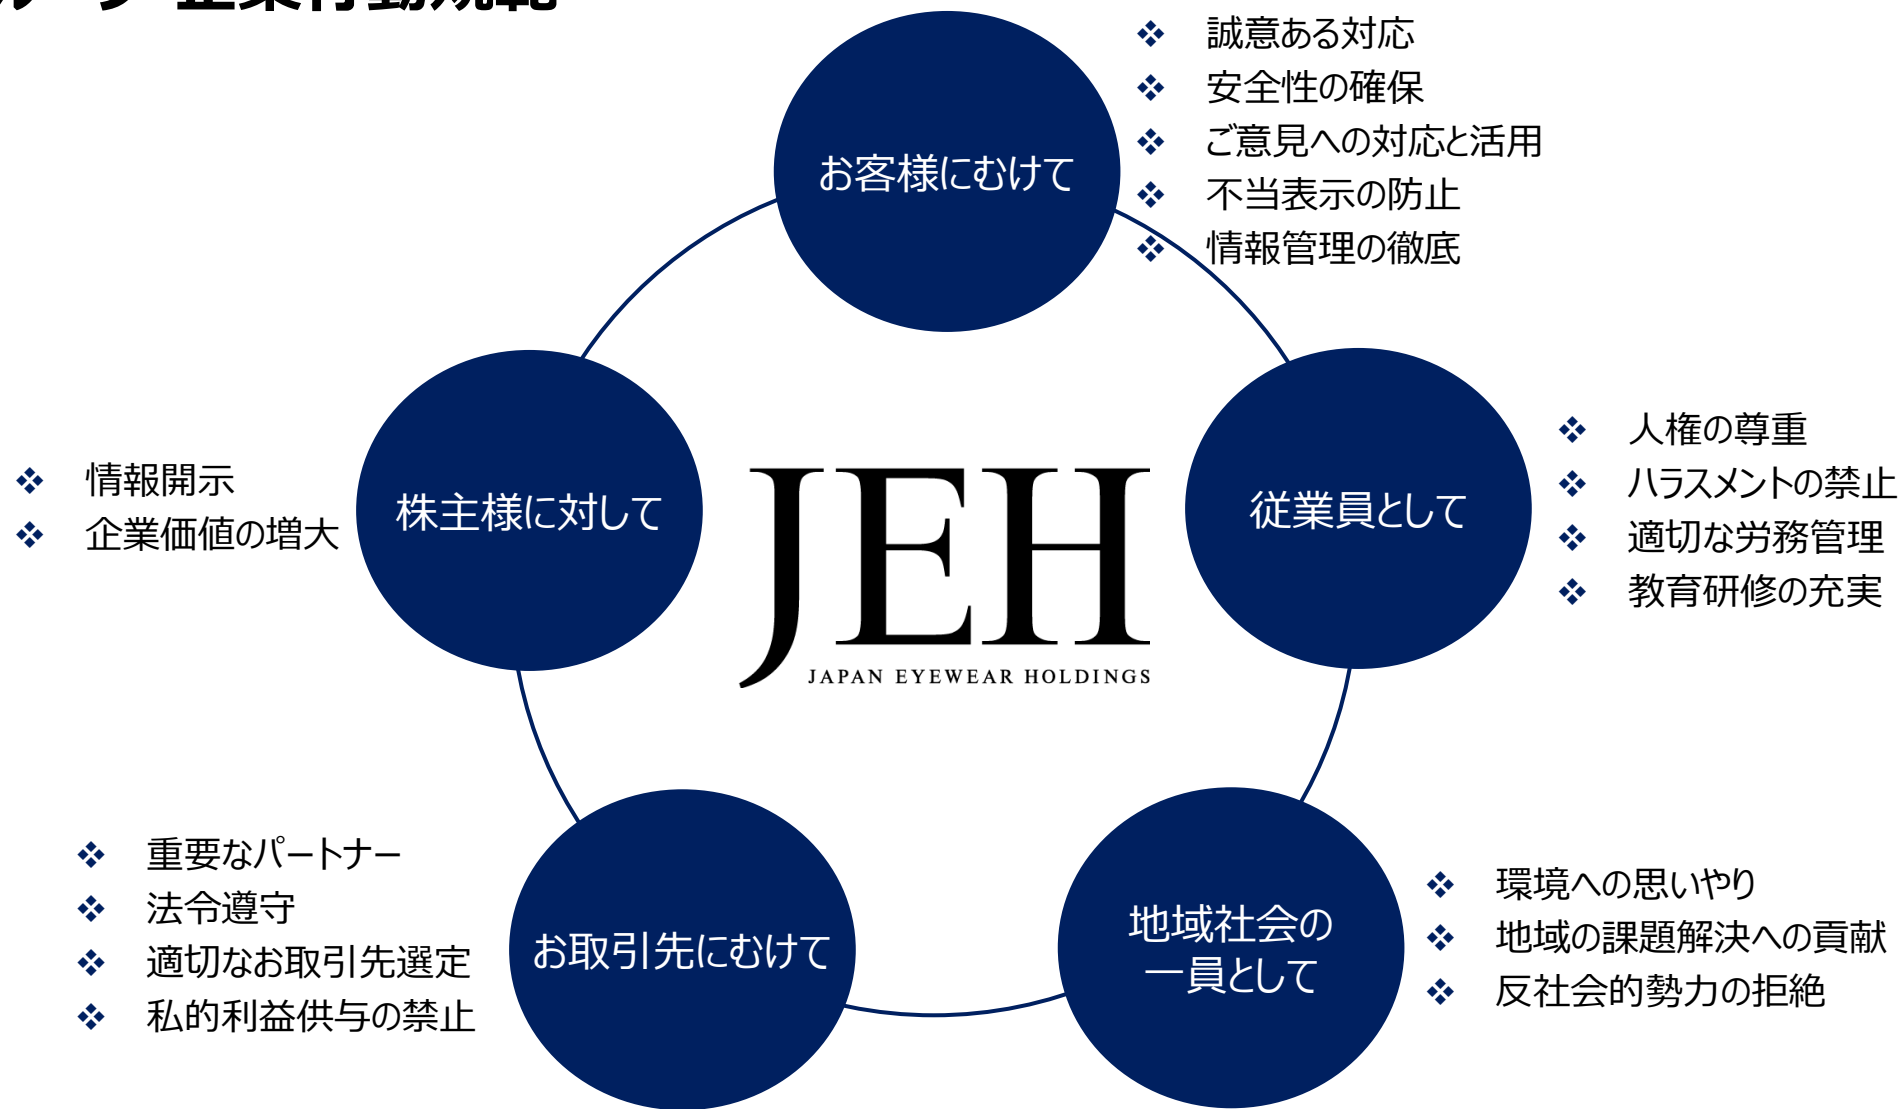 企業行動規範
お客様にむけて
誠意ある対応
安全性の確保
ご意見への対応と活用
不当表示の防止
情報管理の徹底
従業員として
人権の尊重
ハラスメントの禁止
適切な労務管理
教育研修の充実
地域社会の
一員として
環境への思いやり
地域の課題解決への貢献
反社会的勢力の拒絶
お取引先にむけて
重要なパートナー
法令遵守
適切なお取引先選定
私的利益供与の禁止
株主様に対して
情報開示
企業価値の増大
JEH
JAPAN EYEWEAR HOLDINGS